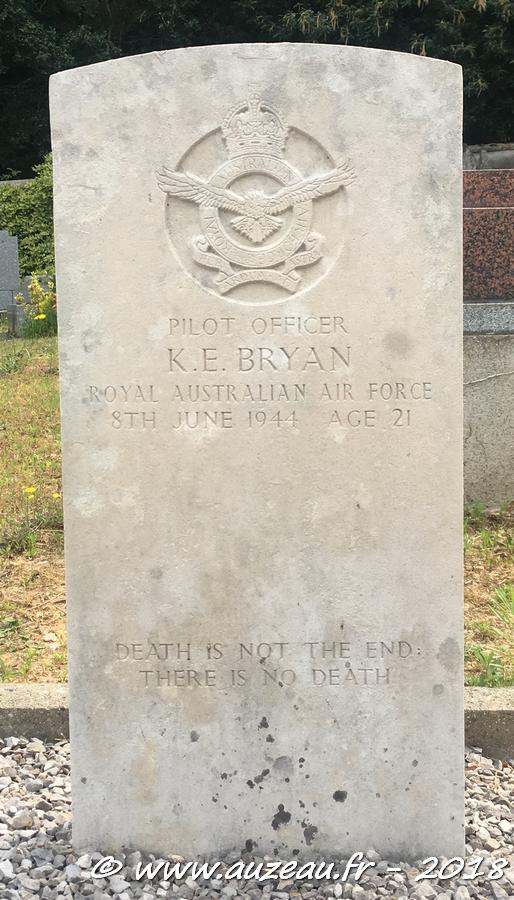 PILOT OFFICER
K.E. BRYAN
ROYAL AUSTRALIAN AIR FORCE
8TH JUNE 1944 AGE 21
DEATH IS NOT THE END:
THERE IS NO DEATH
© www.auzeau.fr - 2018